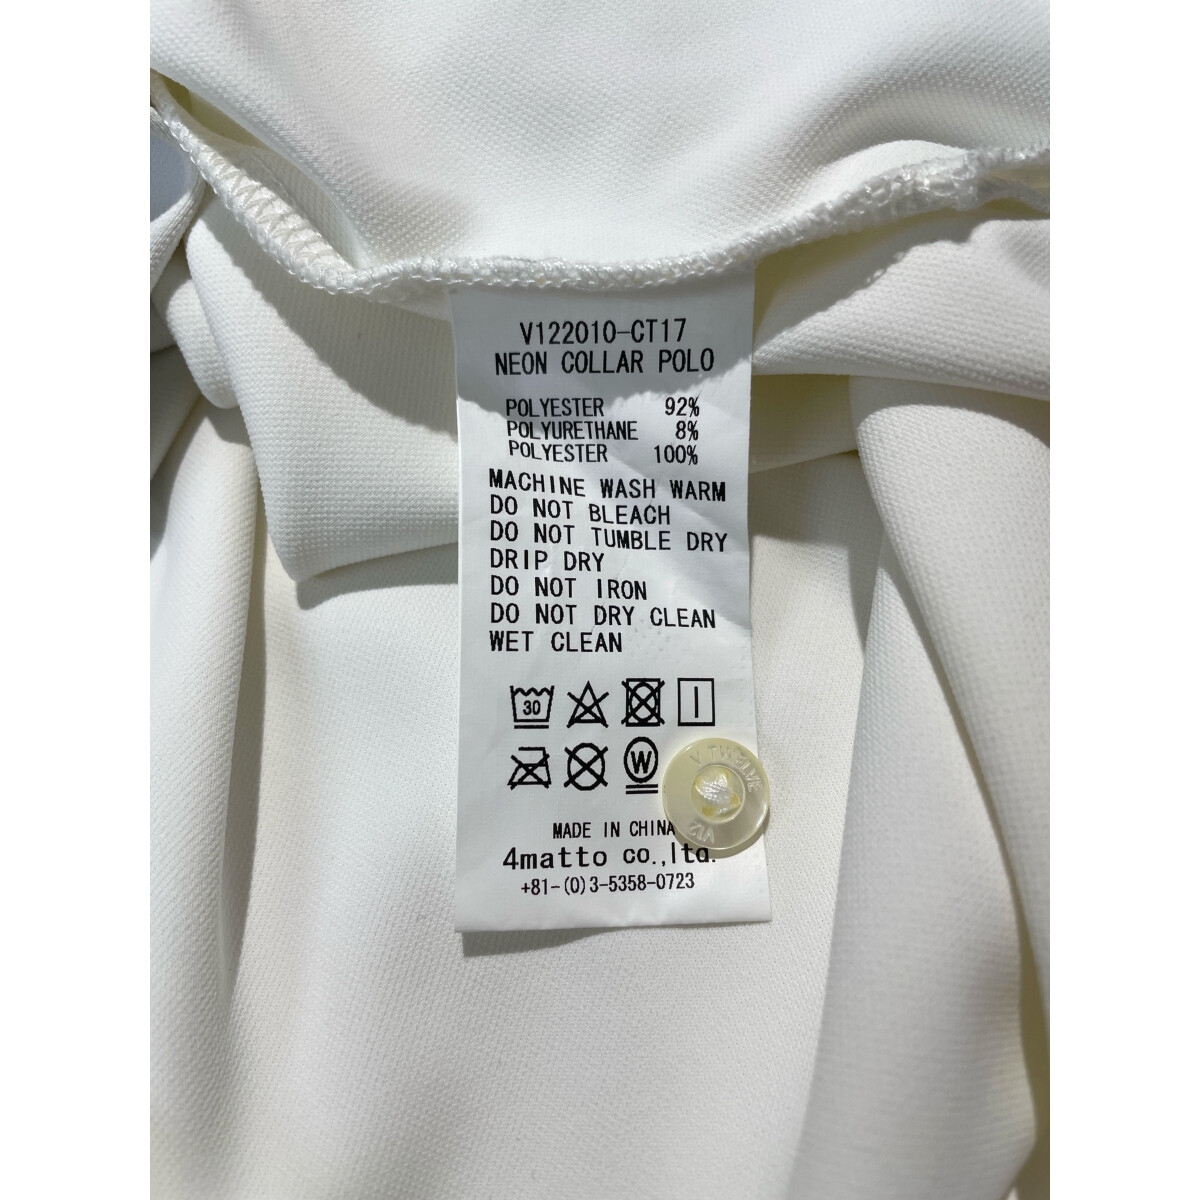 V122010-CT17
NEON COLLAR POLO
POLYESTER 92%
POLYURETHANE 8%
POLYESTER 100%
MACHINE WASH WARM
DO NOT BLEACH
DO NOT TUMBLE DRY
DRIP DRY
DO NOT IRON
DO NOT DRY CLEAN
WET CLEAN
30
W
V TWELVE
V12
MADE IN CHINA
4matto co.,ltd.
+81-(0)3-5358-0723